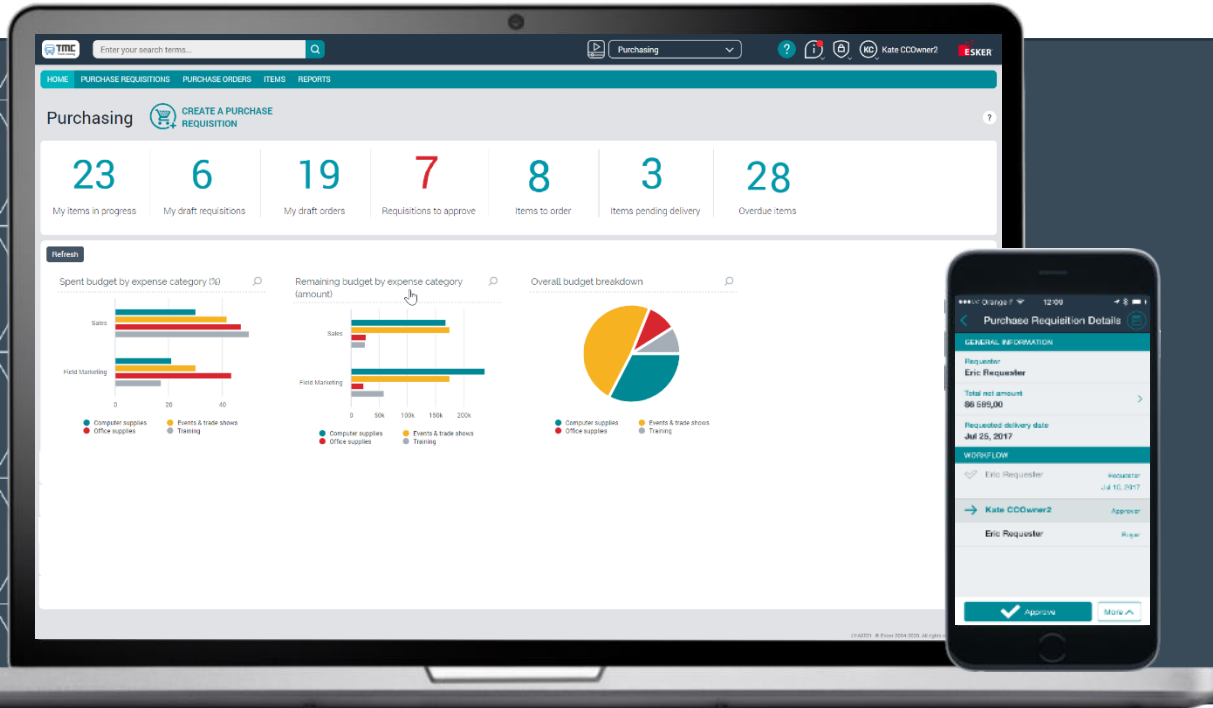 TMC
Enter your search terms...
Purchasing
?
KC
Kate CCOwner2
ESKER
HOME PURCHASE REQUISITIONS PURCHASE ORDERS ITEMS REPORTS
Purchasing
CREATE A PURCHASE
REQUISITION
?
23 6 19 7 8 3 28
My items in progress My draft requisitions My draft orders Requisitions to approve Items to order Items pending delivery Overdue items
Refresh
Spent budget by expense category (%)
Sales
Field Marketing
0 20 40
Computer supplies Events & trade shows
Office supplies Training
Remaining budget by expense category
(amount)
Sales
Field Marketing
0 50k 100k 150k 200k
Computer supplies Events & trade shows
Office supplies Training
Overall budget breakdown
Computer supplies Events & trade shows
Office supplies Training
Orange F 12:09
Purchase Requisition Details
GENERAL INFORMATION
Requester
Eric Requester
Total net amount
$6 589,00
Requested delivery date
Jul 25, 2017
WORKFLOW
Eric Requester Requester
Jul 10, 2017
Kate CCOwner2 Approver
Eric Requester Buyer
Approve More